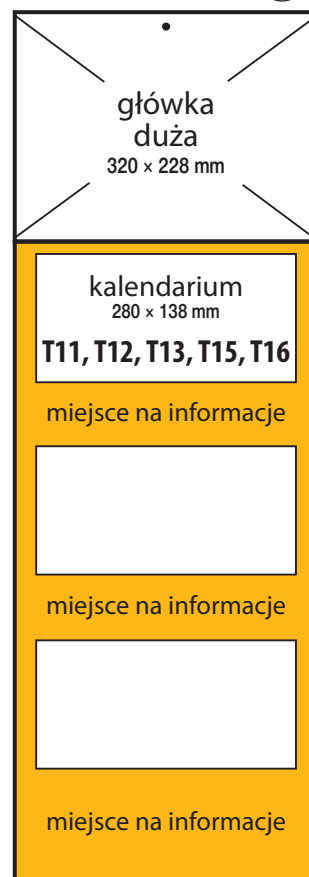 główka
duża
320 × 228 mm
kalendarium
280 × 138 mm
T11, T12, T13, T15, T16
miejsce na informacje
miejsce na informacje
miejsce na informacje